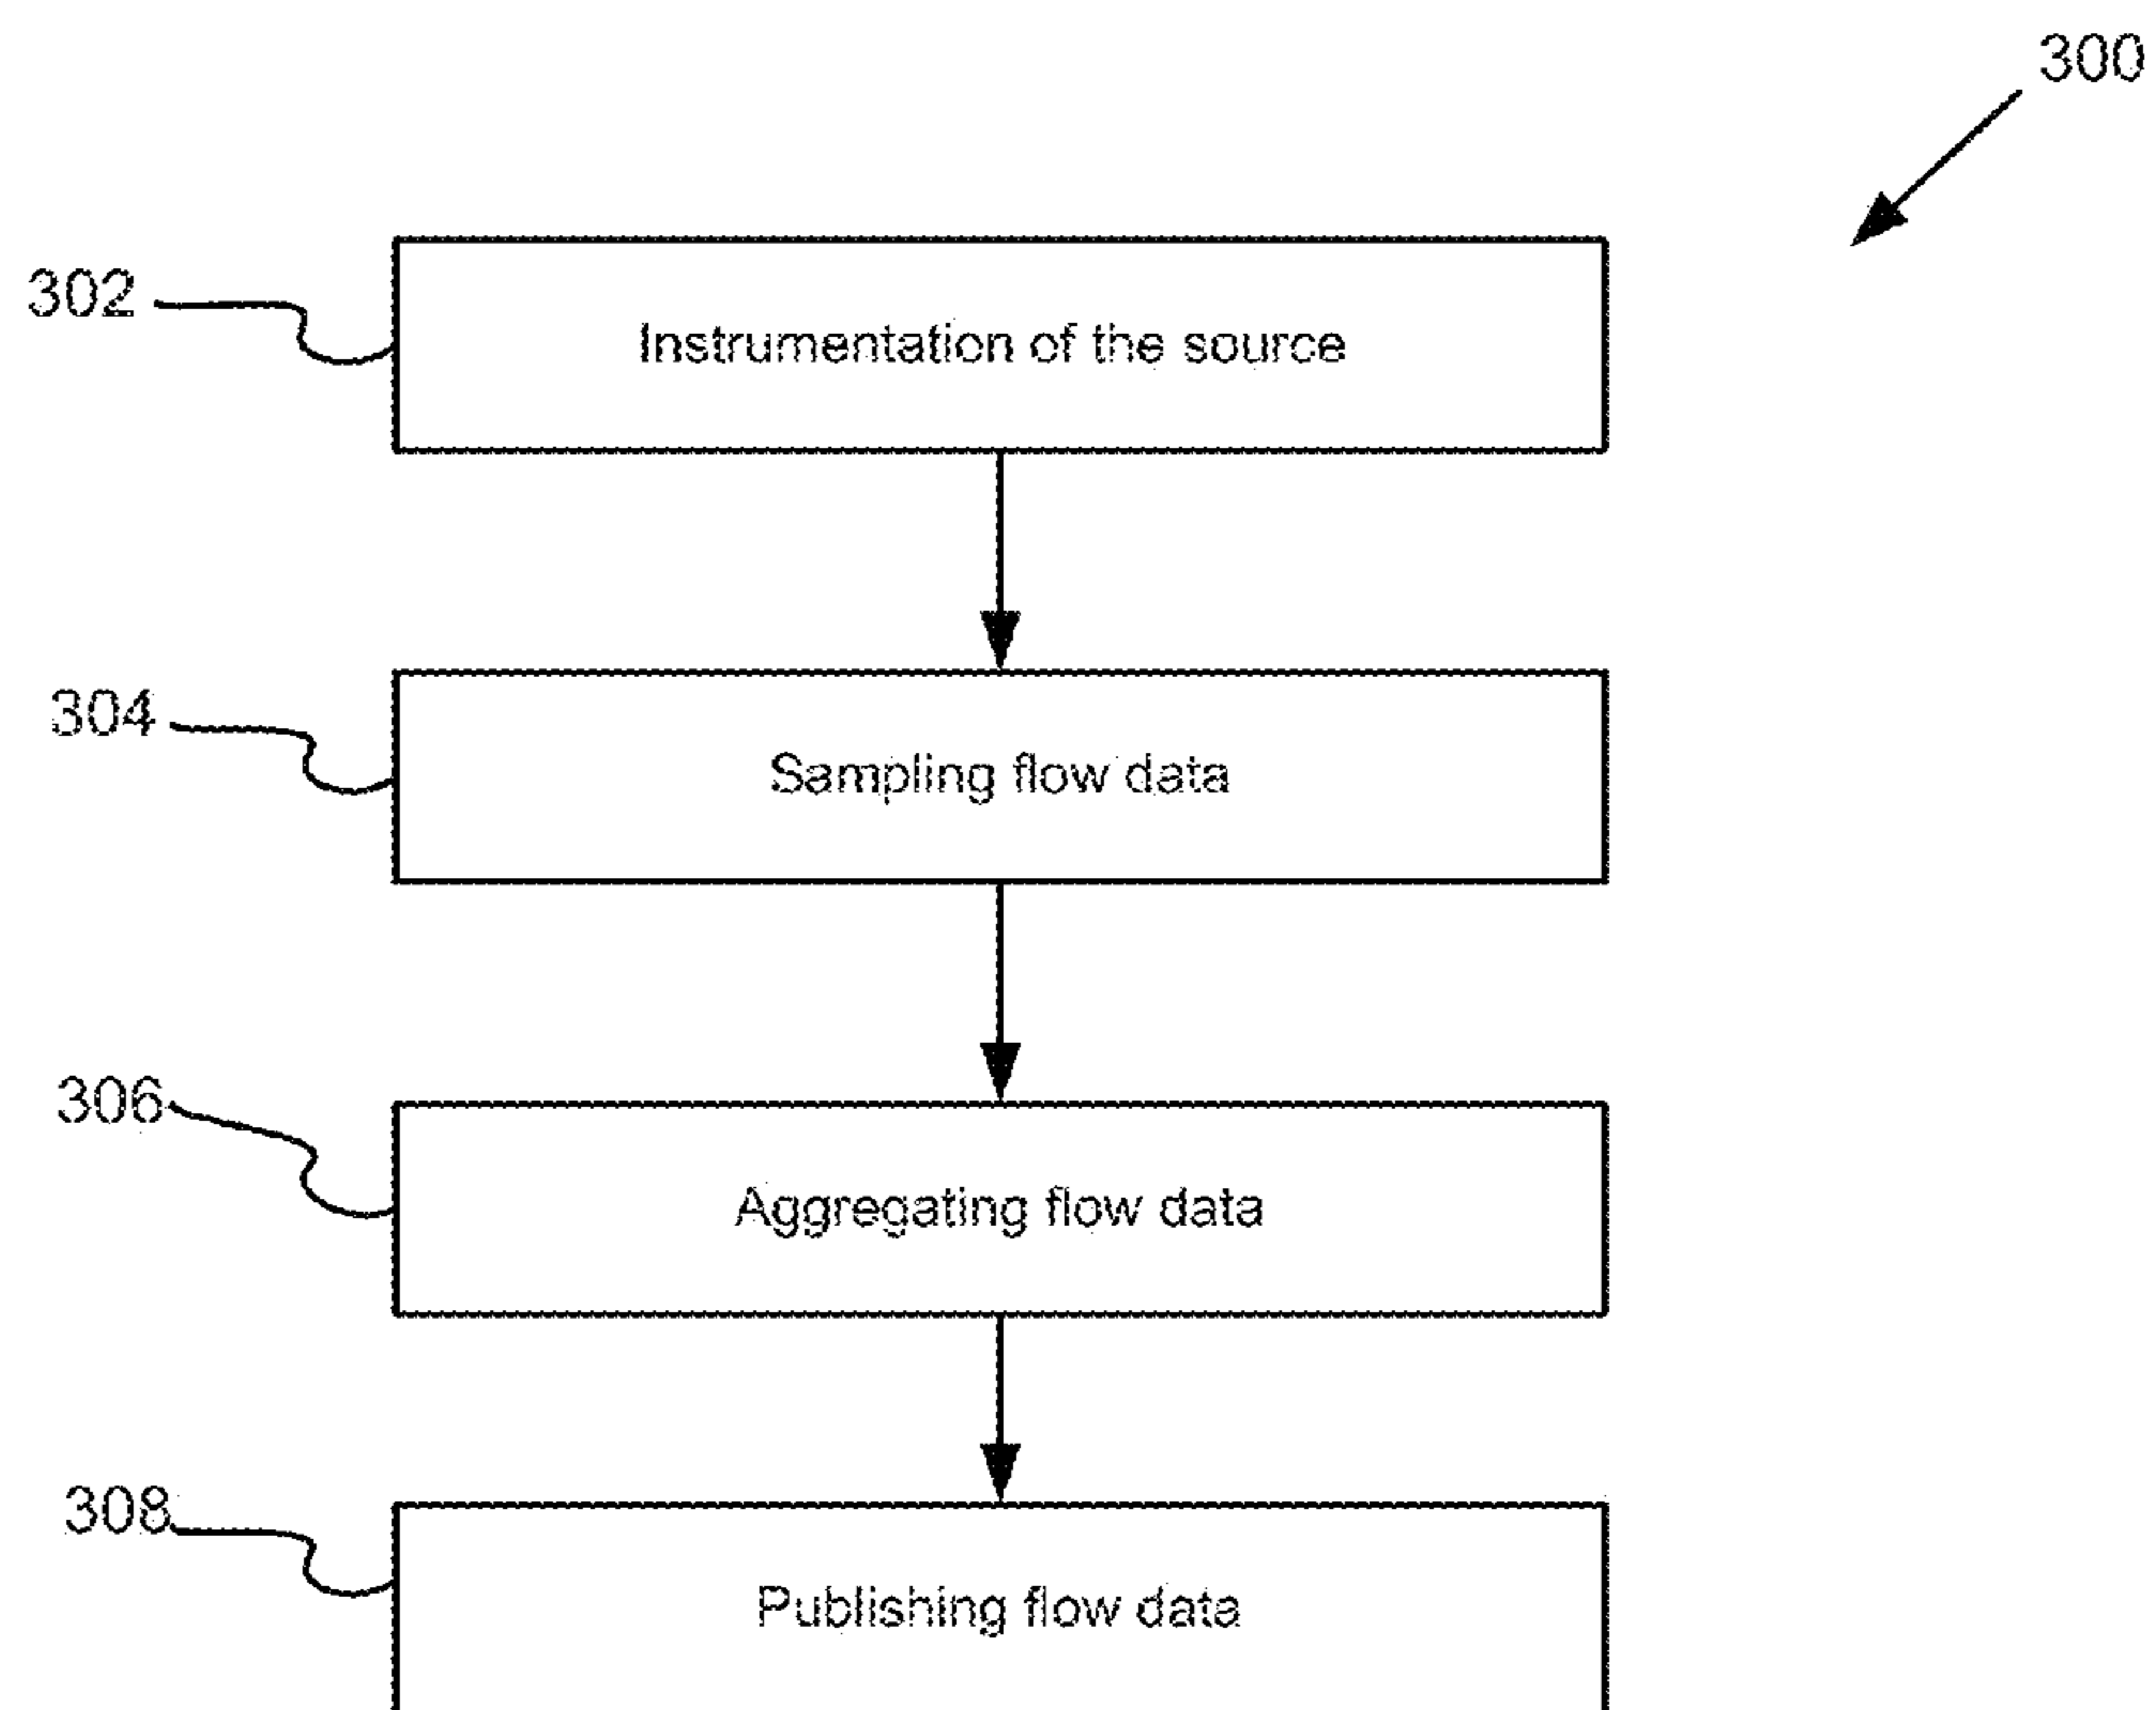 300
302
Instrumentation of the source
304
Sampling flow data
306
Aggregating flow data
308
Publishing flow data